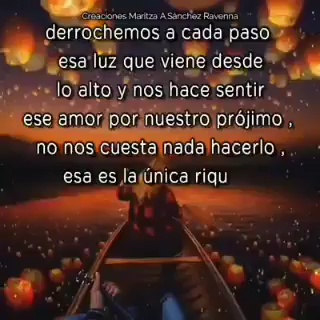 Creaciones Maritza A.Sánchez Ravenna
derrochemos a cada paso
esa luz que viene desde
lo alto y nos hace sentir
ese amor por nuestro prójimo ,
no nos cuesta nada hacerlo ,
esa es la única riqu